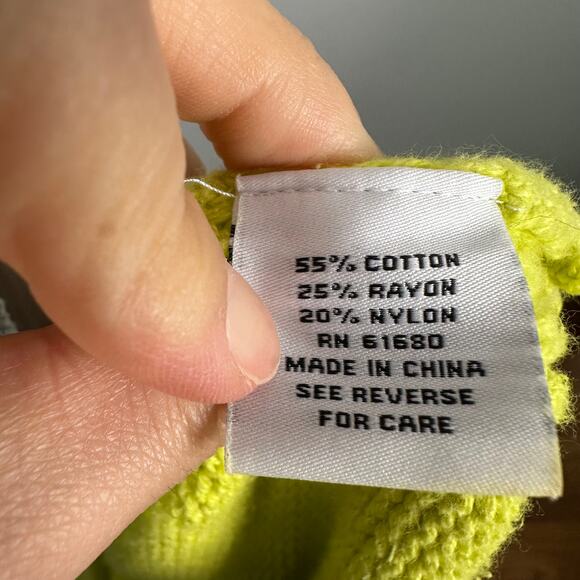 55% COTTON
25% RAYON
20% NYLON
RN 61680
MADE IN CHINA
SEE REVERSE
FOR CARE